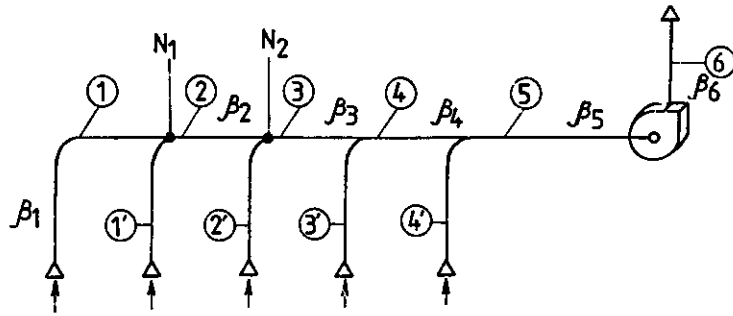 N₁ N₂ ⑥
① ② β₂ ③ β₃ ④ β₄ ⑤ β₅ β₆
β₁ ①' ②' ③' ④'